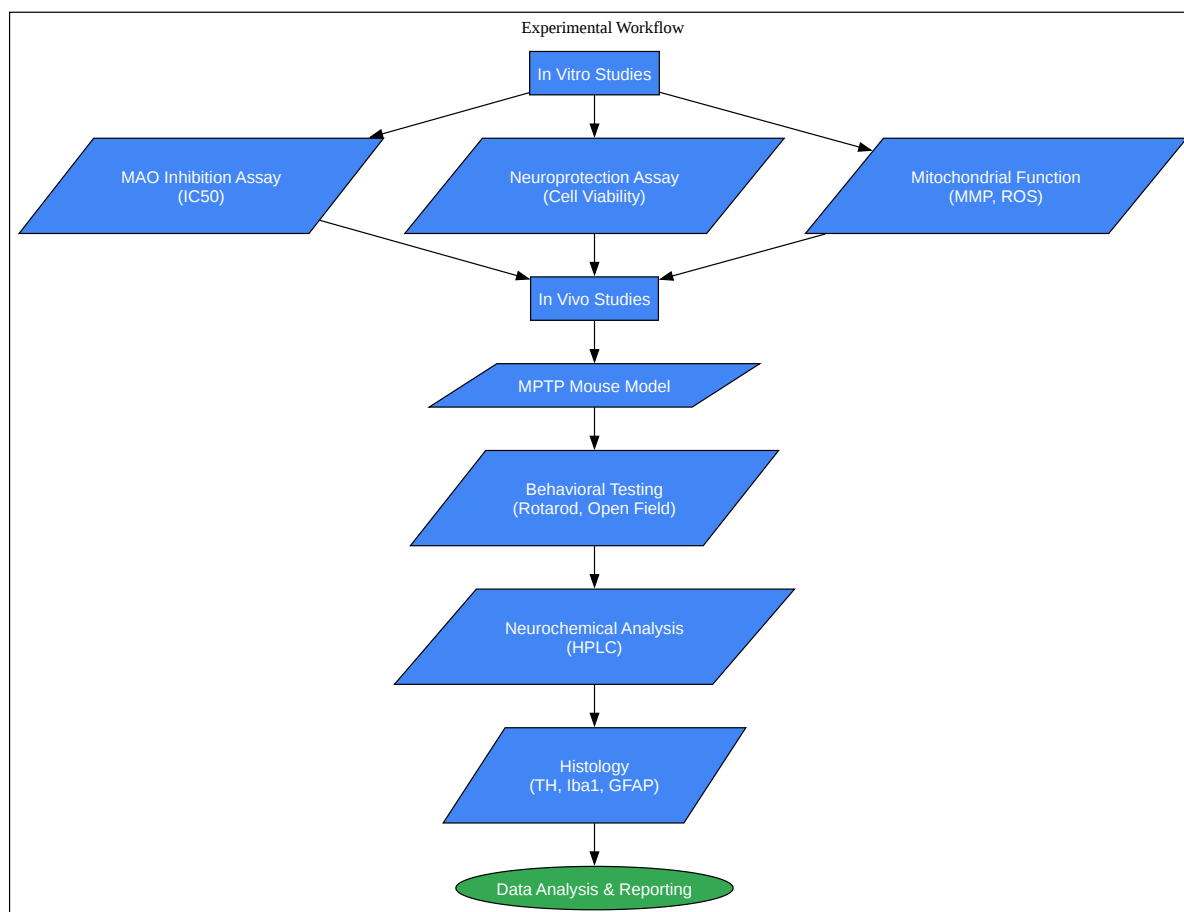 Experimental Workflow
In Vitro Studies
MAO Inhibition Assay
(IC50)
Neuroprotection Assay
(Cell Viability)
Mitochondrial Function
(MMP, ROS)
In Vivo Studies
MPTP Mouse Model
Behavioral Testing
(Rotarod, Open Field)
Neurochemical Analysis
(HPLC)
Histology
(TH, Iba1, GFAP)
Data Analysis & Reporting